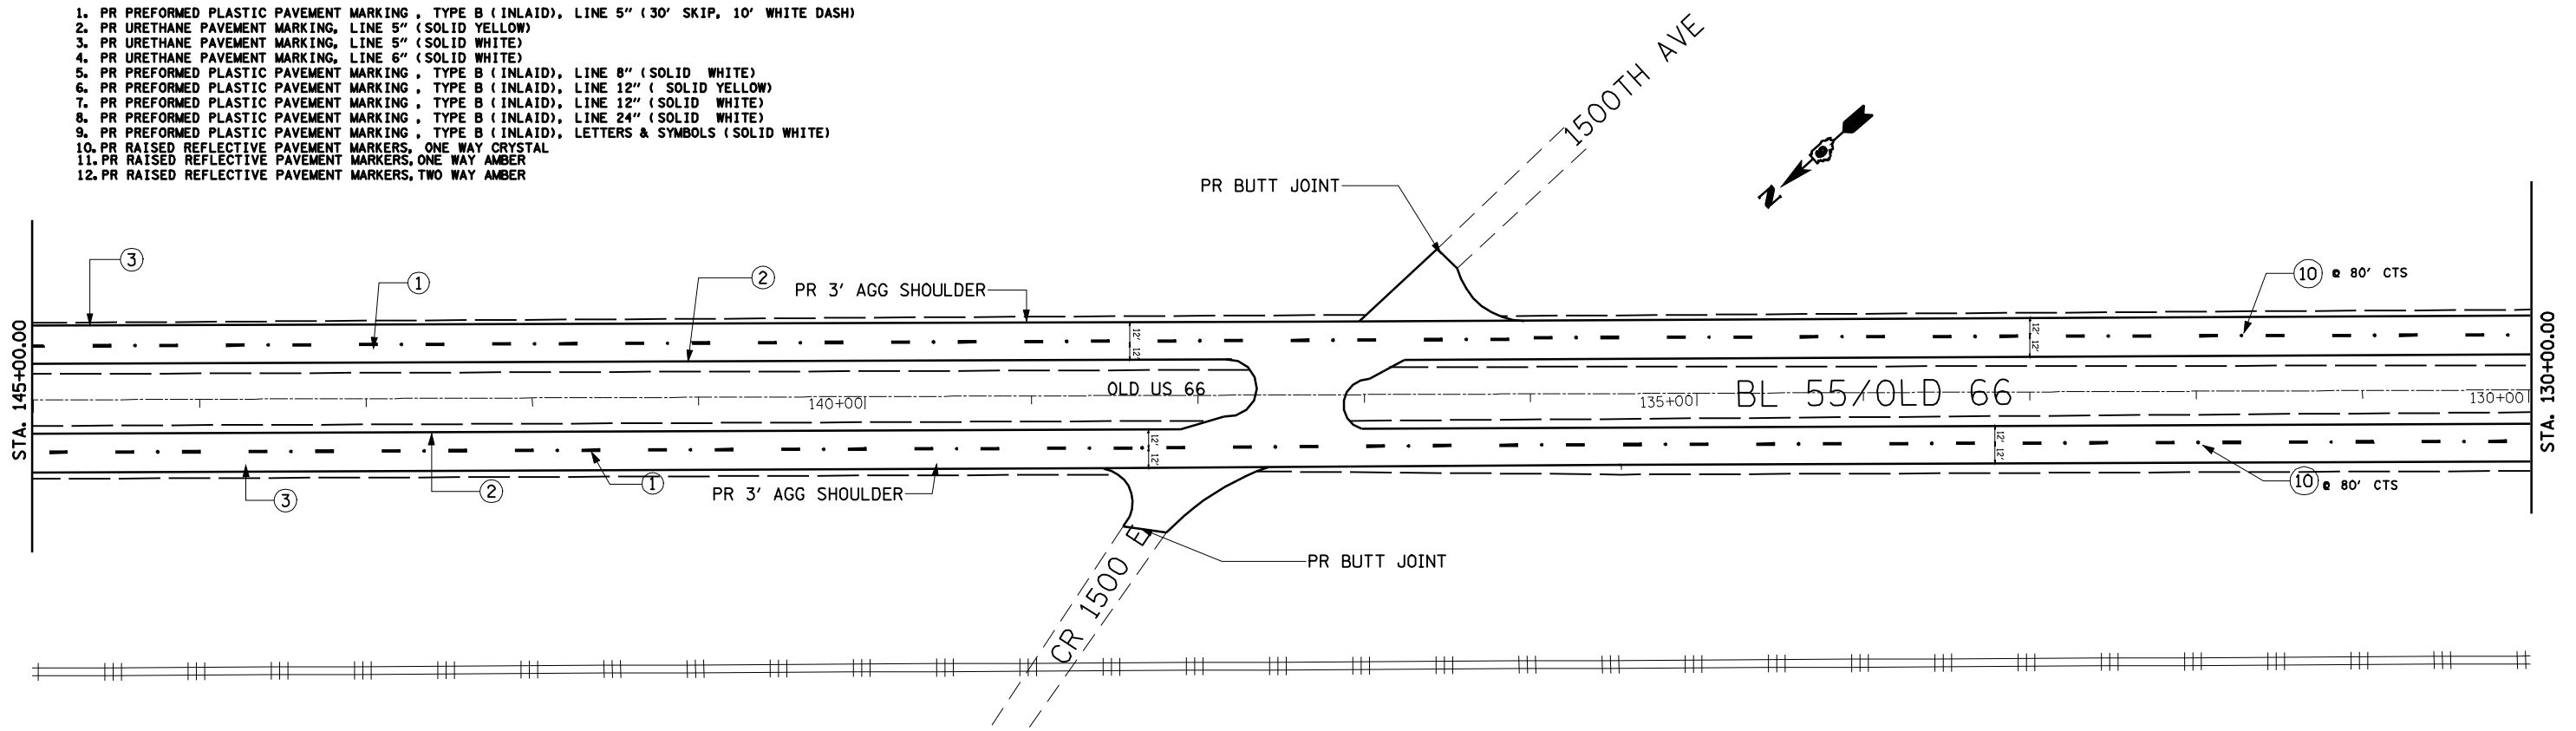 1. PR PREFORMED PLASTIC PAVEMENT MARKING , TYPE B (INLAID), LINE 5" (30' SKIP, 10' WHITE DASH)
2. PR URETHANE PAVEMENT MARKING, LINE 5" (SOLID YELLOW)
3. PR URETHANE PAVEMENT MARKING, LINE 5" (SOLID WHITE)
4. PR URETHANE PAVEMENT MARKING, LINE 6" (SOLID WHITE)
5. PR PREFORMED PLASTIC PAVEMENT MARKING , TYPE B (INLAID), LINE 8" (SOLID WHITE)
6. PR PREFORMED PLASTIC PAVEMENT MARKING , TYPE B (INLAID), LINE 12" ( SOLID YELLOW)
7. PR PREFORMED PLASTIC PAVEMENT MARKING , TYPE B (INLAID), LINE 12" (SOLID WHITE)
8. PR PREFORMED PLASTIC PAVEMENT MARKING , TYPE B (INLAID), LINE 24" (SOLID WHITE)
9. PR PREFORMED PLASTIC PAVEMENT MARKING , TYPE B (INLAID), LETTERS & SYMBOLS (SOLID WHITE)
10. PR RAISED REFLECTIVE PAVEMENT MARKERS, ONE WAY CRYSTAL
11. PR RAISED REFLECTIVE PAVEMENT MARKERS, ONE WAY AMBER
12. PR RAISED REFLECTIVE PAVEMENT MARKERS, TWO WAY AMBER
1500TH AVE
N
PR BUTT JOINT
3
1
2
PR 3' AGG SHOULDER
10 @ 80' CTS
12'
12'
12'
12'
STA. 145+00.00
STA. 130+00.00
OLD US 66
140+00
135+00
BL 55/OLD 66
130+00
12'
12'
12'
12'
3
2
1
PR 3' AGG SHOULDER
10 @ 80' CTS
PR BUTT JOINT
CR 1500 E